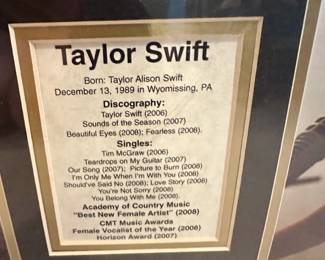 Taylor Swift
Born: Taylor Alison Swift
December 13, 1989 in Wyomissing, PA
Discography:
Taylor Swift (2006)
Sounds of the Season (2007)
Beautiful Eyes (2008); Fearless (2008).
Singles:
Tim McGraw (2006)
Teardrops on My Guitar (2007)
Our Song (2007); Picture to Burn (2008)
I'm Only Me When I'm With You (2008)
Should've Said No (2008); Love Story (2008)
You're Not Sorry (2008)
You Belong With Me (2008).
Academy of Country Music
"Best New Female Artist" (2008)
CMT Music Awards
Female Vocalist of the Year (2008)
Horizon Award (2007)